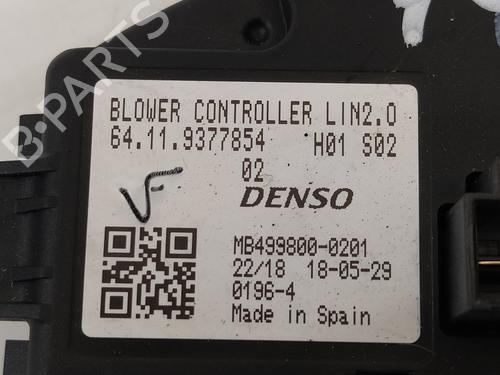 BLOWER CONTROLLER LIN2.0
64.11.9377854 H01 S02
02
DENSO
MB499800-0201
22/18 18-05-29
0196-4
Made in Spain